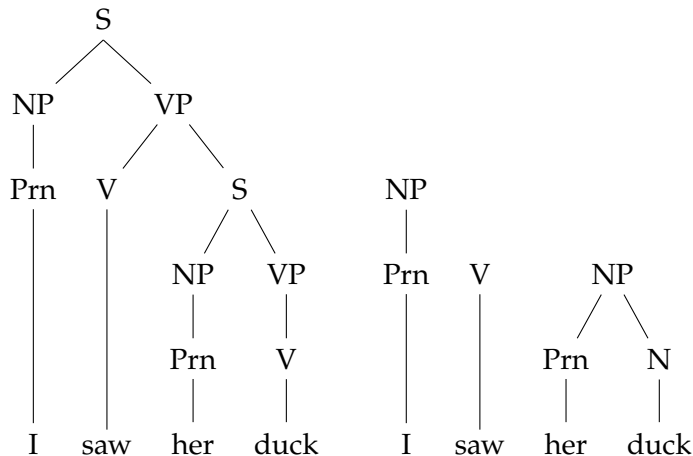 S
NP VP
Prn V S NP
NP VP Prn V NP
Prn V Prn N
I saw her duck I saw her duck